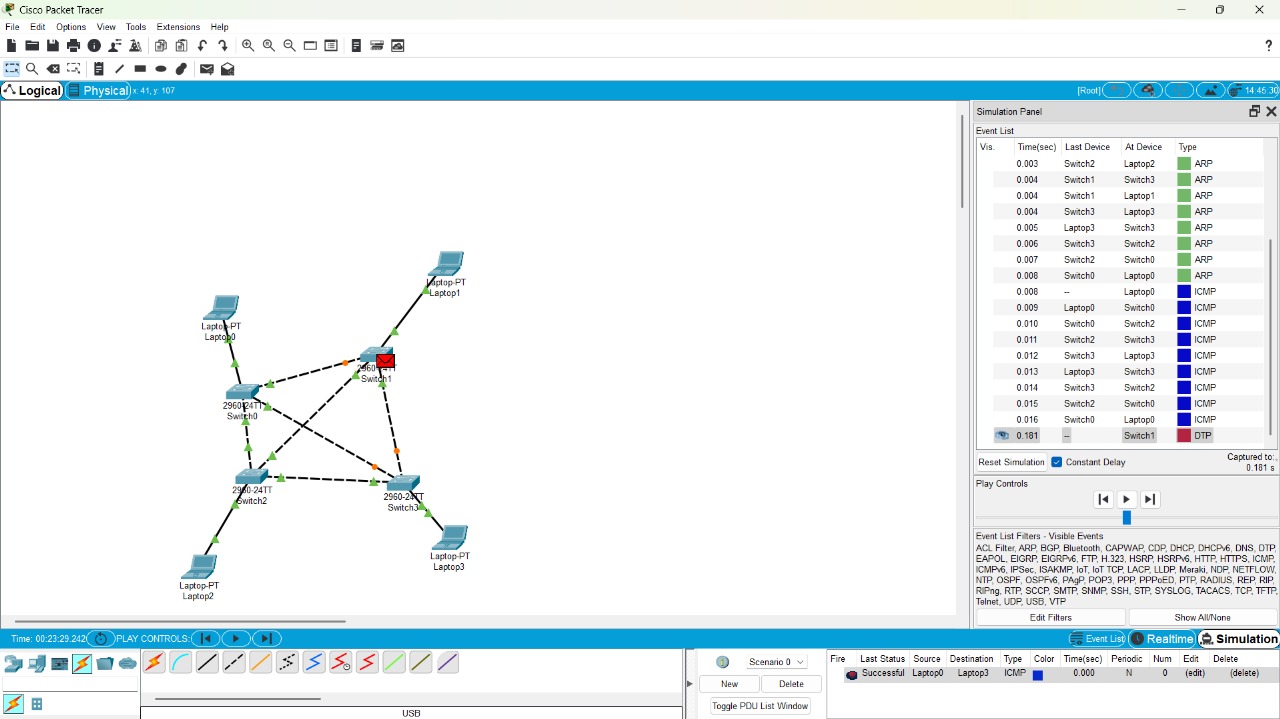 Cisco Packet Tracer
File Edit Options View Tools Extensions Help
Logical Physical x: 41, y: 107 [Root] 14:45:30
Simulation Panel
Event List
Vis. Time(sec) Last Device At Device Type
0.003 Switch2 Laptop2 ARP
0.004 Switch1 Switch3 ARP
0.004 Switch1 Laptop1 ARP
0.004 Switch3 Laptop3 ARP
0.005 Laptop3 Switch3 ARP
0.006 Switch3 Switch2 ARP
0.007 Switch2 Switch0 ARP
0.008 Switch0 Laptop0 ARP
0.008 -- Laptop0 ICMP
0.009 Laptop0 Switch0 ICMP
0.010 Switch0 Switch2 ICMP
0.011 Switch2 Switch3 ICMP
0.012 Switch3 Laptop3 ICMP
0.013 Laptop3 Switch3 ICMP
0.014 Switch3 Switch2 ICMP
0.015 Switch2 Switch0 ICMP
0.016 Switch0 Laptop0 ICMP
0.181 -- Switch1 DTP
Reset Simulation Constant Delay Captured to:
0.181 s
Play Controls
Event List Filters - Visible Events
ACL Filter, ARP, BGP, Bluetooth, CAPWAP, CDP, DHCP, DHCPv6, DNS, DTP,
EAPOL, EIGRP, EIGRPv6, FTP, H.323, HSRP, HSRPv6, HTTP, HTTPS, ICMP,
ICMPv6, IPSec, ISAKMP, IoT, IoT TCP, LACP, LLDP, Meraki, NDP, NETFLOW,
NTP, OSPF, OSPFv6, PAgP, POP3, PPP, PPPoED, PTP, RADIUS, REP, RIP,
RIPng, RTP, SCCP, SMTP, SNMP, SSH, STP, SYSLOG, TACACS, TCP, TFTP,
Telnet, UDP, USB, VTP
Edit Filters Show All/None
Laptop-PT
Laptop1
Laptop-PT
Laptop0
2960-24TT
Switch1
2960-24TT
Switch0
2960-24TT
Switch2
2960-24TT
Switch3
Laptop-PT
Laptop3
Laptop-PT
Laptop2
Time: 00:23:29.242 PLAY CONTROLS: Event List Realtime Simulation
Scenario 0
New Delete
Toggle PDU List Window
Fire Last Status Source Destination Type Color Time(sec) Periodic Num Edit Delete
Successful Laptop0 Laptop3 ICMP 0.000 N 0 (edit) (delete)
USB